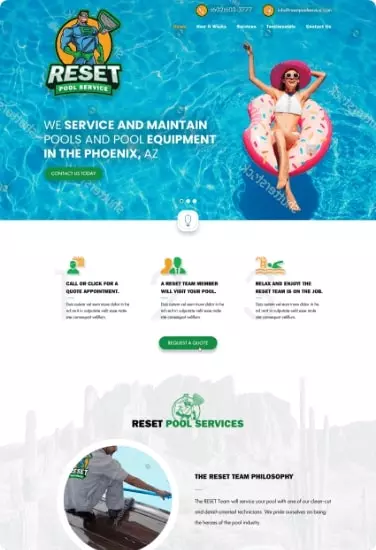 (602) 603-3777
info@resetpoolservice.com
Home
How It Works
Services
Testimonials
Contact Us
RESET
POOL SERVICE
WE SERVICE AND MAINTAIN
POOLS AND POOL EQUIPMENT
IN THE PHOENIX, AZ
CONTACT US TODAY
CALL OR CLICK FOR A
QUOTE APPOINTMENT.
A RESET TEAM MEMBER
WILL VISIT YOUR POOL.
RELAX AND ENJOY THE
RESET TEAM IS ON THE JOB.
REQUEST A QUOTE
RESET POOL SERVICES
RESET
THE RESET TEAM PHILOSOPHY
The RESET Team will service your pool with one of our clean-cut
and detail-oriented technicians. We pride ourselves on being
the heroes of the pool industry.